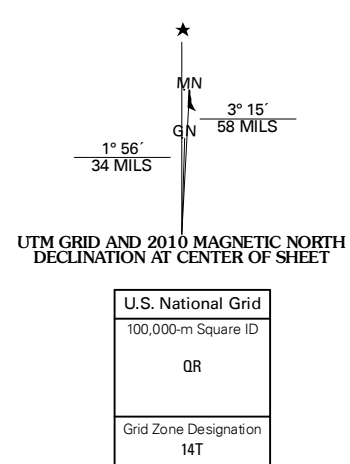 MN
3° 15´
58 MILS
GN
1° 56´
34 MILS
UTM GRID AND 2010 MAGNETIC NORTH
DECLINATION AT CENTER OF SHEET
U.S. National Grid
100,000-m Square ID
QR
Grid Zone Designation
14T